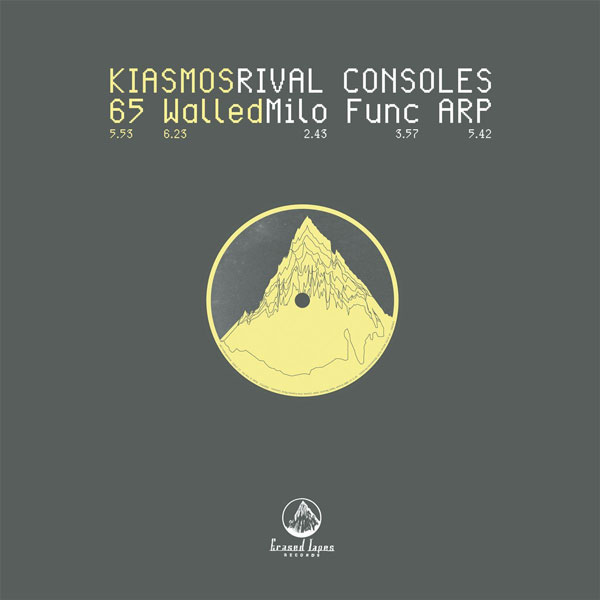 KIASMOSRIVAL CONSOLES
65 WalledMilo Func ARP
5.53 6.23 2.43 3.57 5.42
Erased Tapes
RECORDS